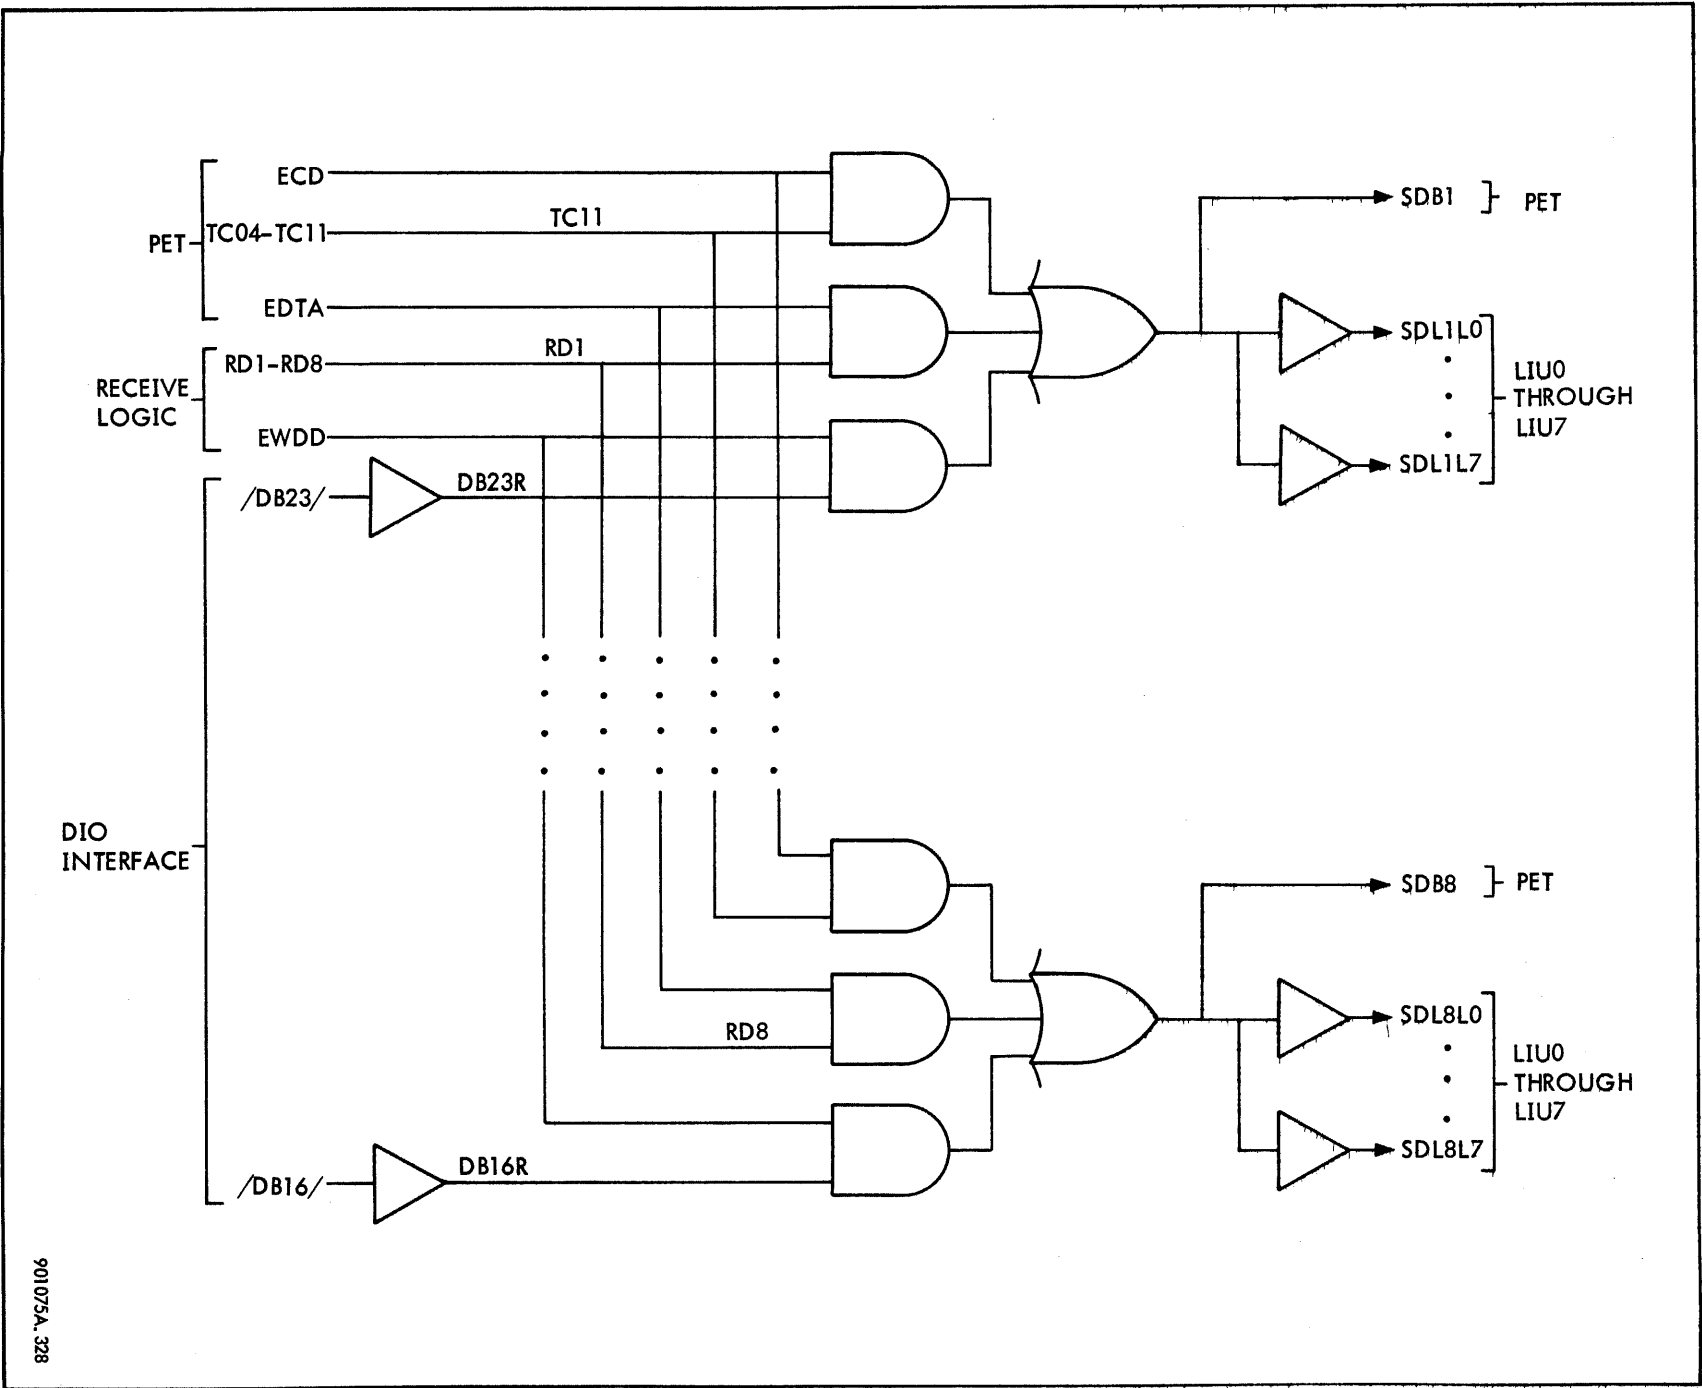 ECD
TC04-TC11
TC11
PET
EDTA
RD1-RD8
RD1
RECEIVE
LOGIC
EWDD
/DB23/
DB23R
SDB1
PET
SDL1L0
LIU0
THROUGH
LIU7
SDL1L7
DIO
INTERFACE
RD8
/DB16/
DB16R
SDB8
PET
SDL8L0
LIU0
THROUGH
LIU7
SDL8L7
901075A.328